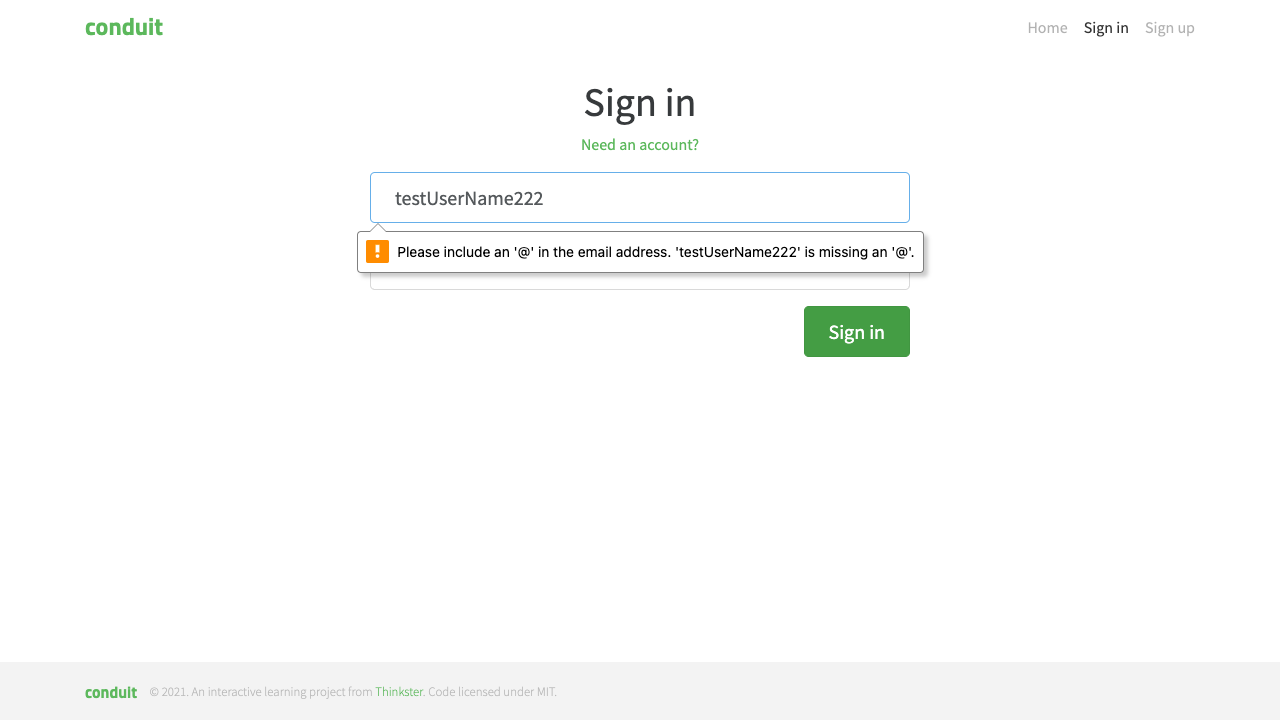 conduit
Home Sign in Sign up
Sign in
Need an account?
testUserName222
Please include an '@' in the email address. 'testUserName222' is missing an '@'.
Sign in
conduit © 2021. An interactive learning project from Thinkster. Code licensed under MIT.